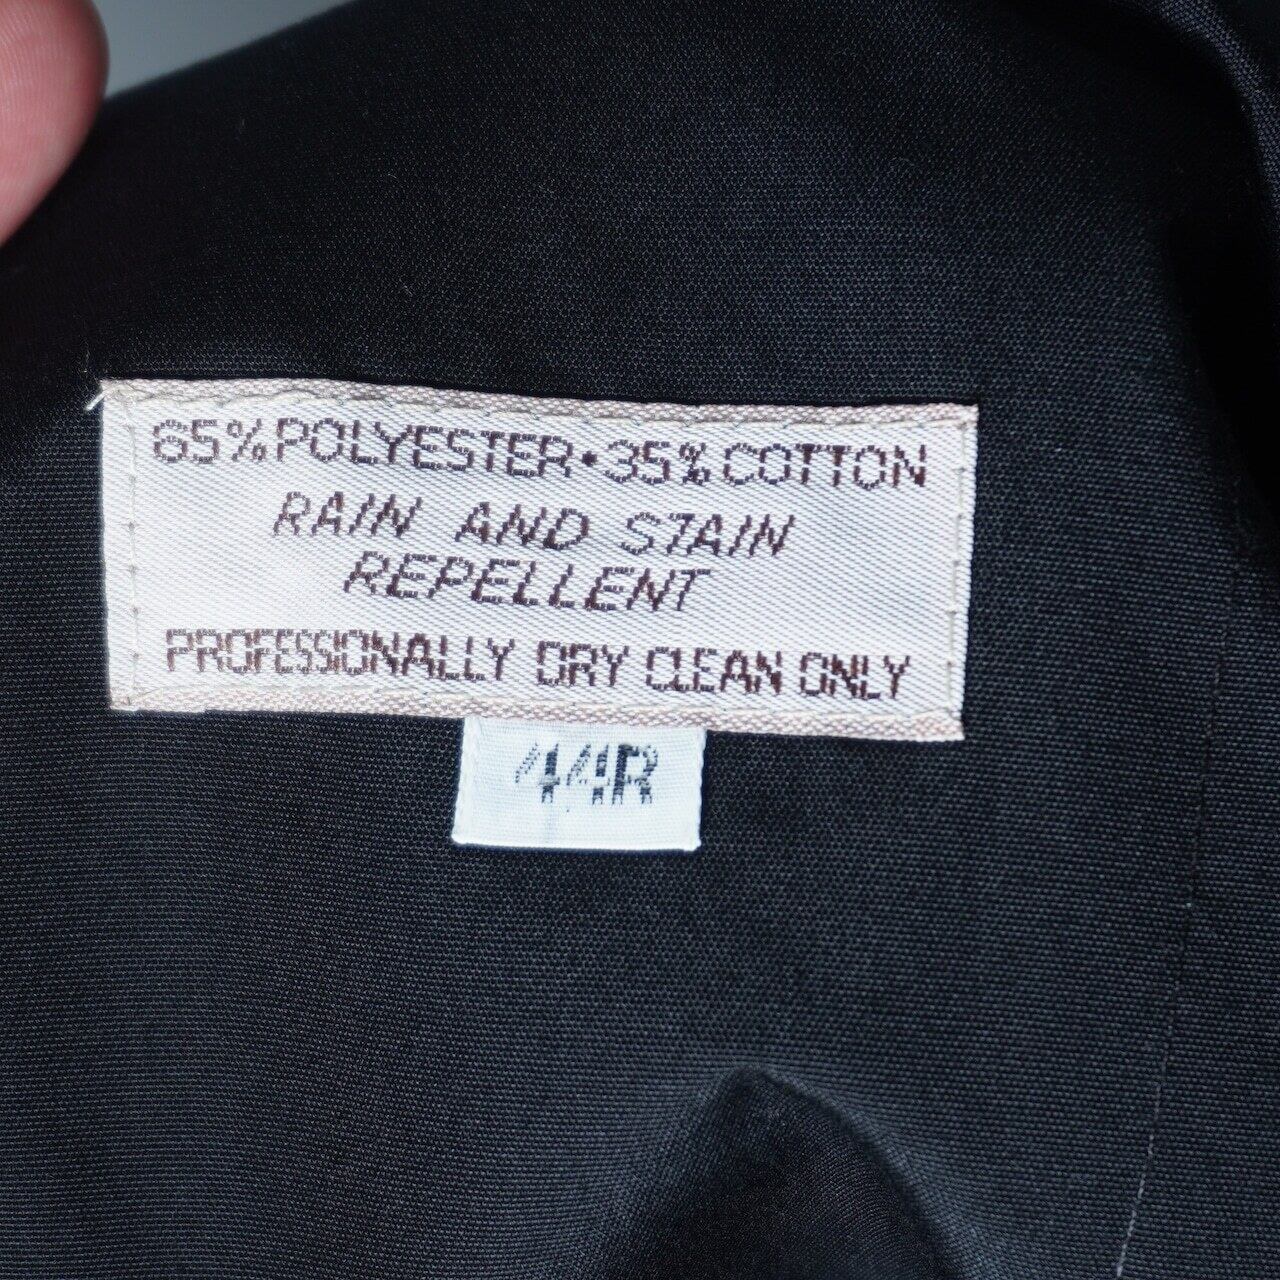 65% POLYESTER • 35% COTTON
RAIN AND STAIN
REPELLENT
PROFESSIONALLY DRY CLEAN ONLY
44R